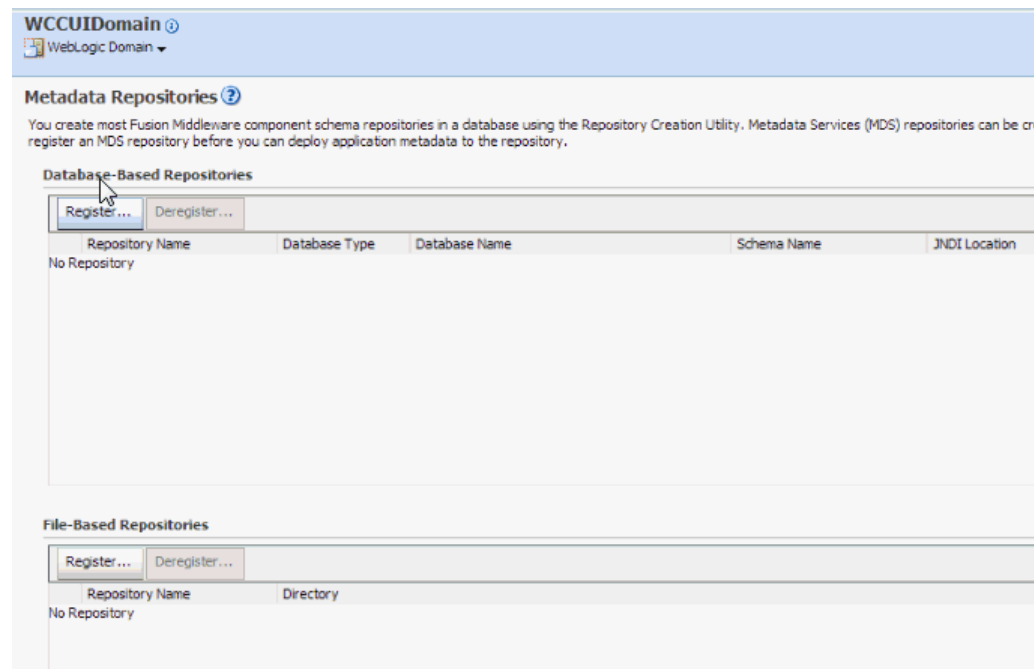 WCCUIDomain
WebLogic Domain
Metadata Repositories
You create most Fusion Middleware component schema repositories in a database using the Repository Creation Utility. Metadata Services (MDS) repositories can be cr
register an MDS repository before you can deploy application metadata to the repository.
Database-Based Repositories
Register... Deregister...
Repository Name Database Type Database Name Schema Name JNDI Location
No Repository
File-Based Repositories
Register... Deregister...
Repository Name Directory
No Repository